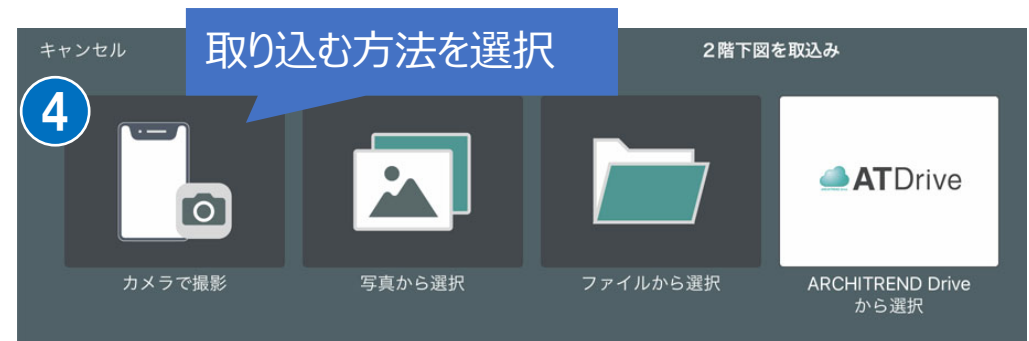 キャンセル
取り込む方法を選択
2階下図を取込み
4
ATDrive
カメラで撮影
写真から選択
ファイルから選択
ARCHITREND Drive
から選択